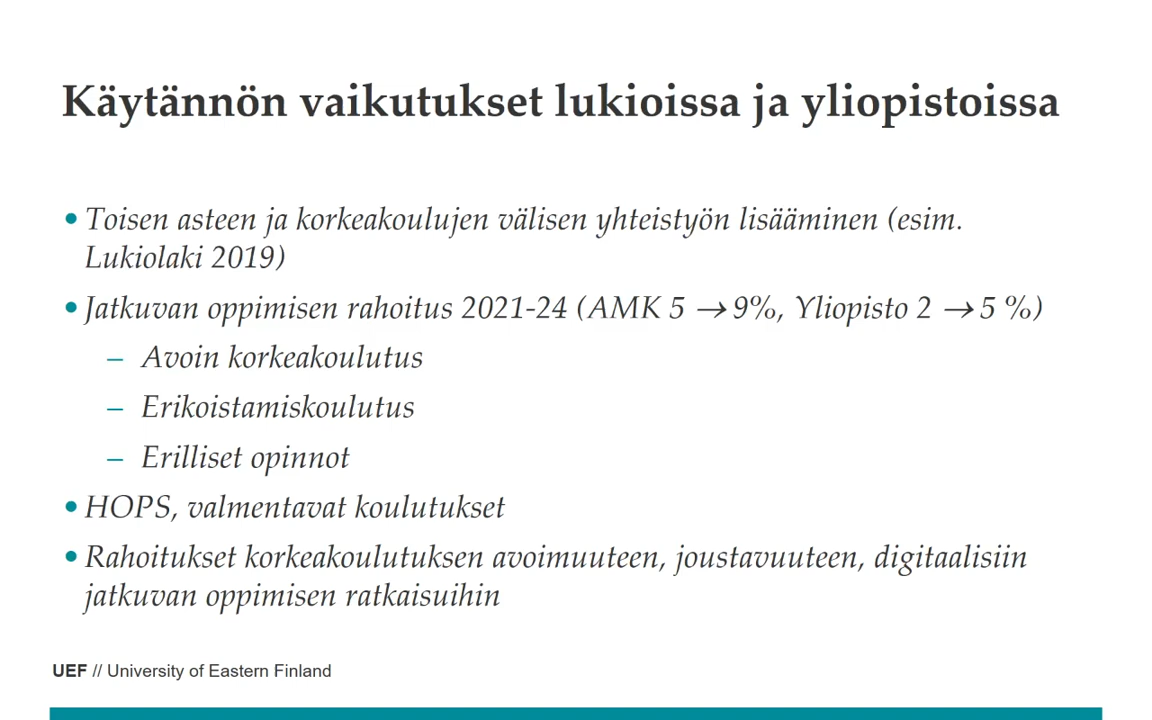 Käytännön vaikutukset lukioissa ja yliopistoissa
• Toisen asteen ja korkeakoulujen välisen yhteistyön lisääminen (esim.
Lukiolaki 2019)
• Jatkuvan oppimisen rahoitus 2021-24 (AMK 5 → 9%, Yliopisto 2 → 5 %)
– Avoin korkeakoulutus
– Erikoistamiskoulutus
– Erilliset opinnot
• HOPS, valmentavat koulutukset
• Rahoitukset korkeakoulutuksen avoimuuteen, joustavuuteen, digitaalisiin
jatkuvan oppimisen ratkaisuihin
UEF // University of Eastern Finland